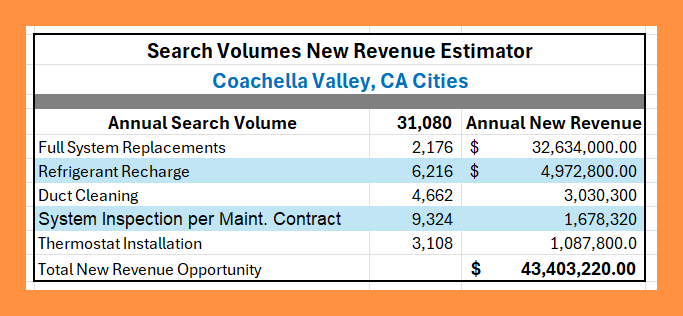 Search Volumes New Revenue Estimator
Coachella Valley, CA Cities
Annual Search Volume 31,080 Annual New Revenue
Full System Replacements 2,176 $ 32,634,000.00
Refrigerant Recharge 6,216 $ 4,972,800.00
Duct Cleaning 4,662 3,030,300
System Inspection per Maint. Contract 9,324 1,678,320
Thermostat Installation 3,108 1,087,800.0
Total New Revenue Opportunity $ 43,403,220.00